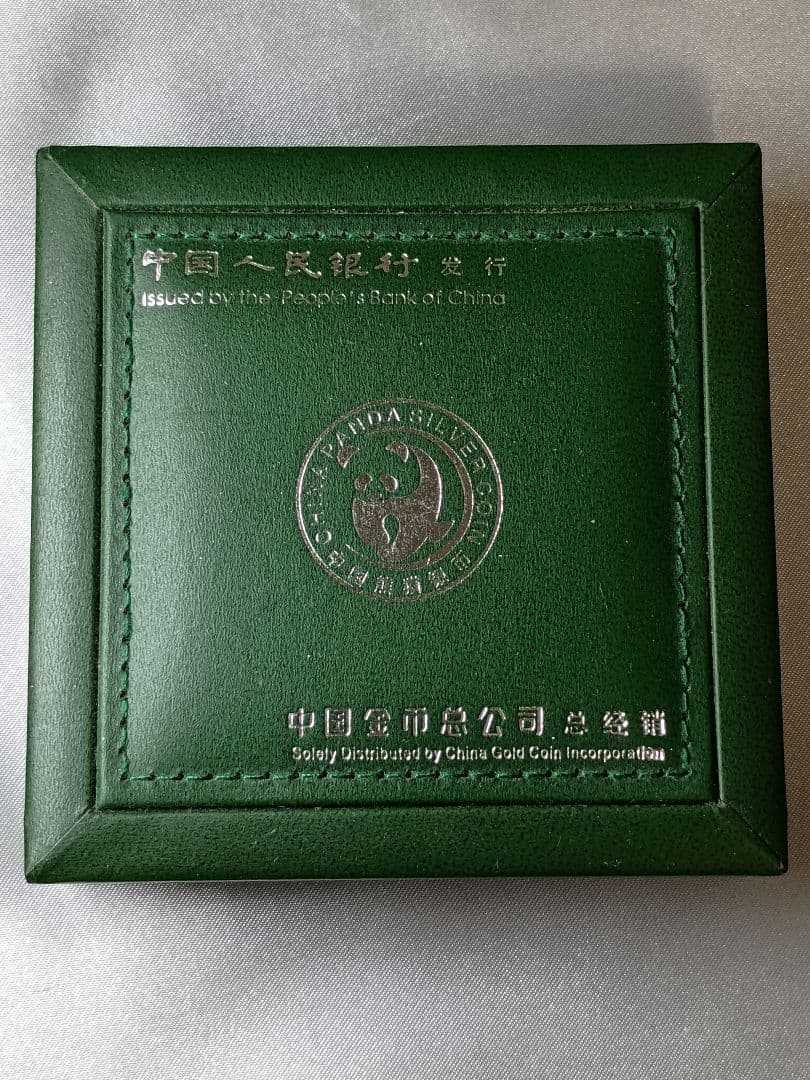 中国人民银行 发行
Issued by the People's Bank of China
CHINA PANDA SILVER COIN
中国熊猫银币
中国金币总公司 总经销
Solely Distributed by China Gold Coin Incorporation